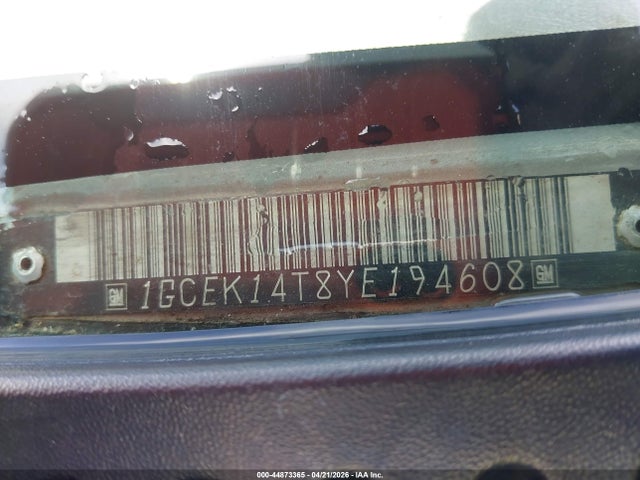 GM 1GCEK14T8YE194608 GM
000-44873365 - 04/21/2026 - IAA Inc.